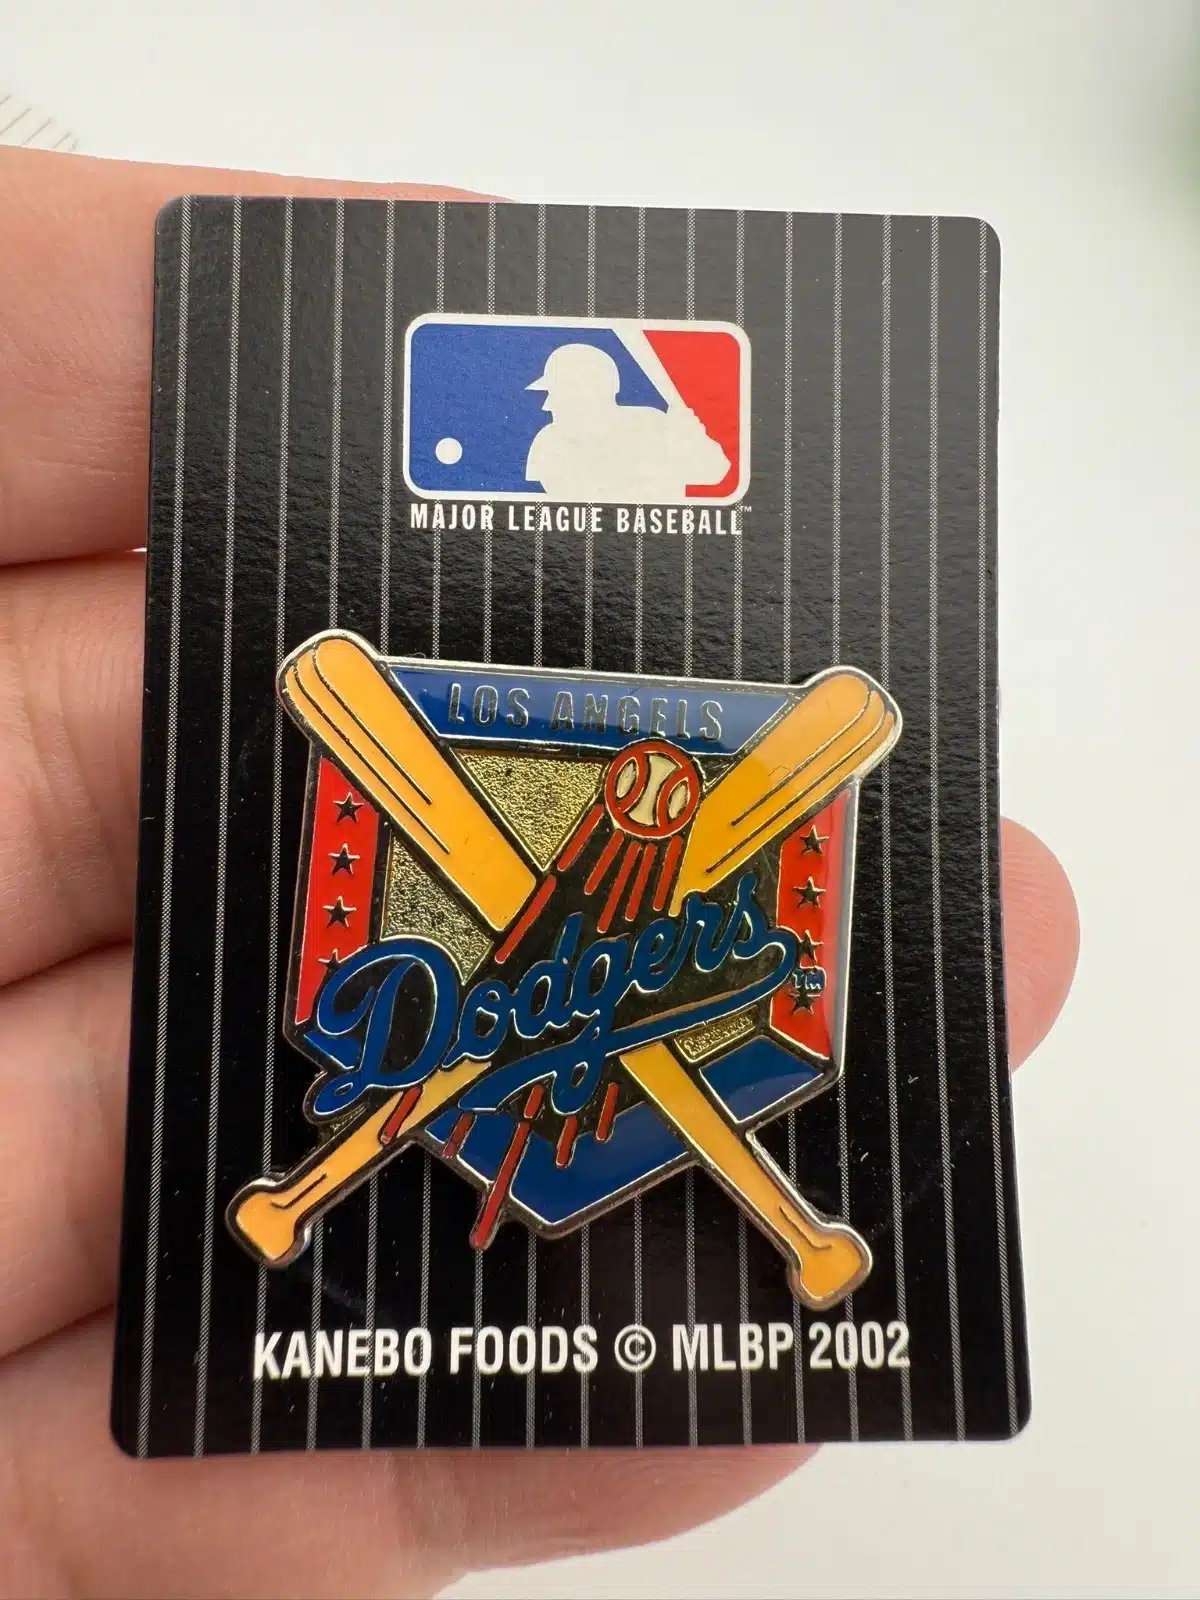 MAJOR LEAGUE BASEBALL™
LOS ANGELS
Dodgers™
KANEBO FOODS © MLBP 2002